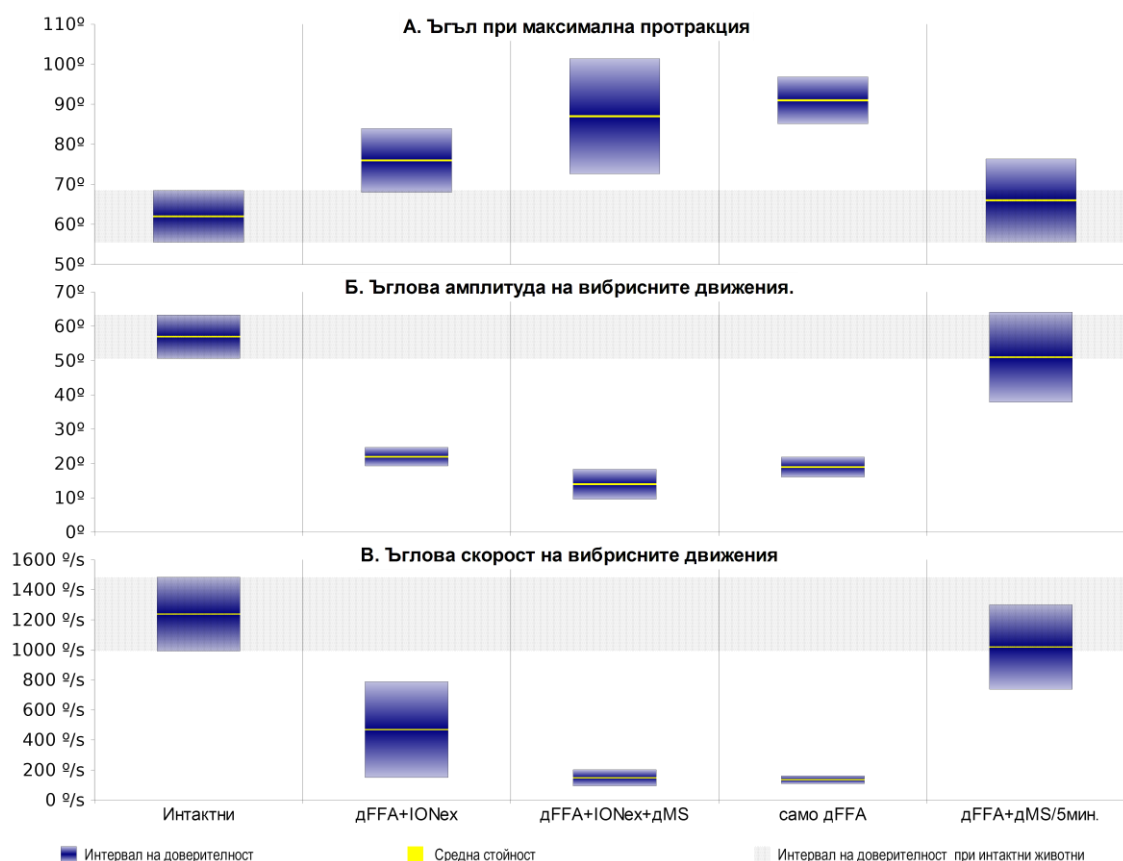 А. Ъгъл при максимална протракция
110º
100º
90º
80º
70º
60º
50º
Б. Ъглова амплитуда на вибрисните движения.
70º
60º
50º
40º
30º
20º
10º
0º
В. Ъглова скорост на вибрисните движения
1600 º/s
1400 º/s
1200 º/s
1000 º/s
800 º/s
600 º/s
400 º/s
200 º/s
0 º/s
Интактни дFFA+IONex дFFA+IONex+дMS само дFFA дFFA+дMS/5мин.
Интервал на доверителност Средна стойност Интервал на доверителност при интактни животни